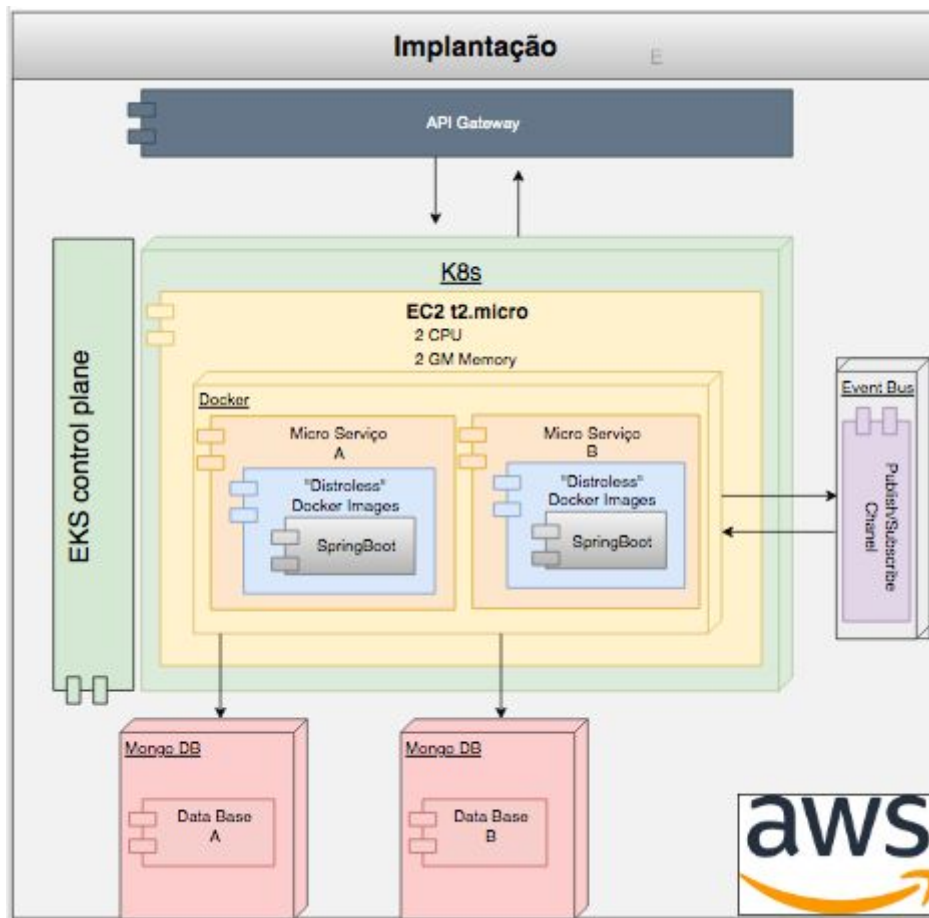 Implantação
E
API Gateway
EKS control plane
K8s
EC2 t2.micro
2 CPU
2 GM Memory
Docker
Micro Serviço
A
"Distroless"
Docker Images
SpringBoot
Micro Serviço
B
"Distroless"
Docker Images
SpringBoot
Event Bus
Publish/Subscribe
Chanel
Mongo DB
Data Base
A
Mongo DB
Data Base
B
aws